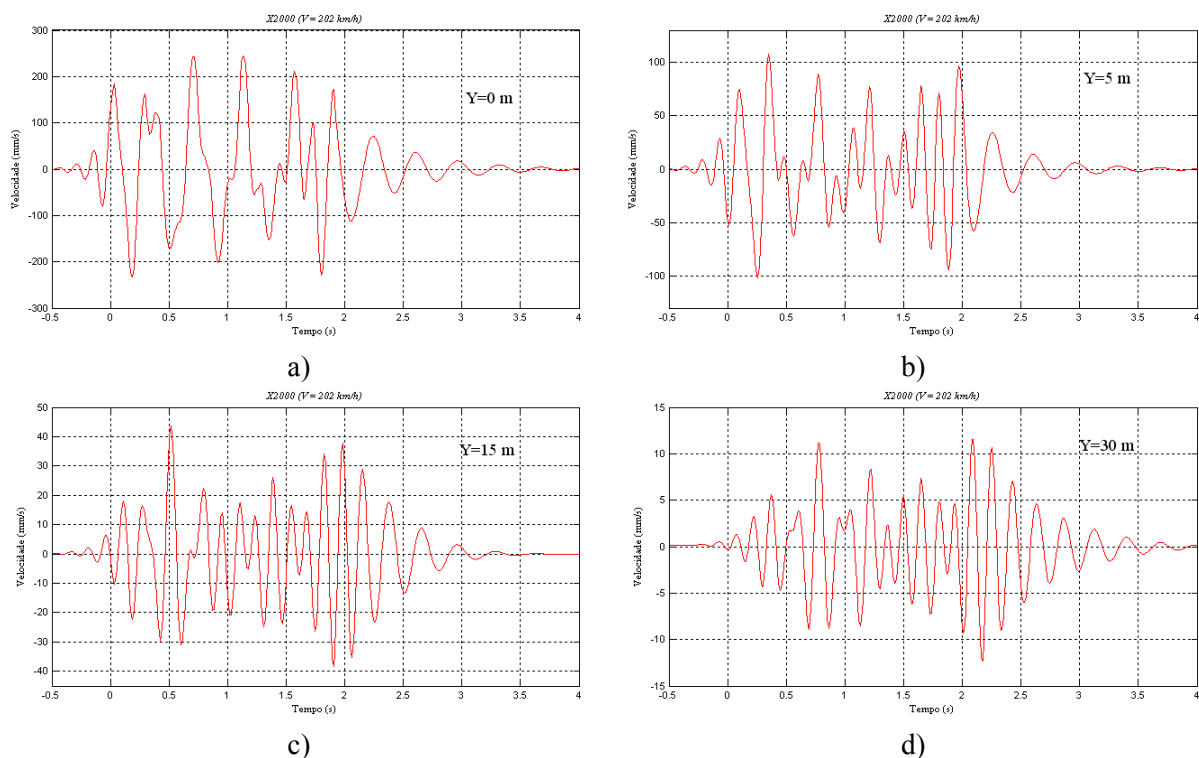 X2000 (V = 202 km/h)
300
200
100
0
-100
-200
-300
Velocidade (mm/s)
Y=0 m
-0.5 0 0.5 1 1.5 2 2.5 3 3.5 4
Tempo (s)
a)
X2000 (V = 202 km/h)
100
50
0
-50
-100
Velocidade (mm/s)
Y=5 m
-0.5 0 0.5 1 1.5 2 2.5 3 3.5 4
Tempo (s)
b)
X2000 (V = 202 km/h)
50
40
30
20
10
0
-10
-20
-30
-40
Velocidade (mm/s)
Y=15 m
-0.5 0 0.5 1 1.5 2 2.5 3 3.5 4
Tempo (s)
c)
X2000 (V = 202 km/h)
15
10
5
0
-5
-10
-15
Velocidade (mm/s)
Y=30 m
-0.5 0 0.5 1 1.5 2 2.5 3 3.5 4
Tempo (s)
d)